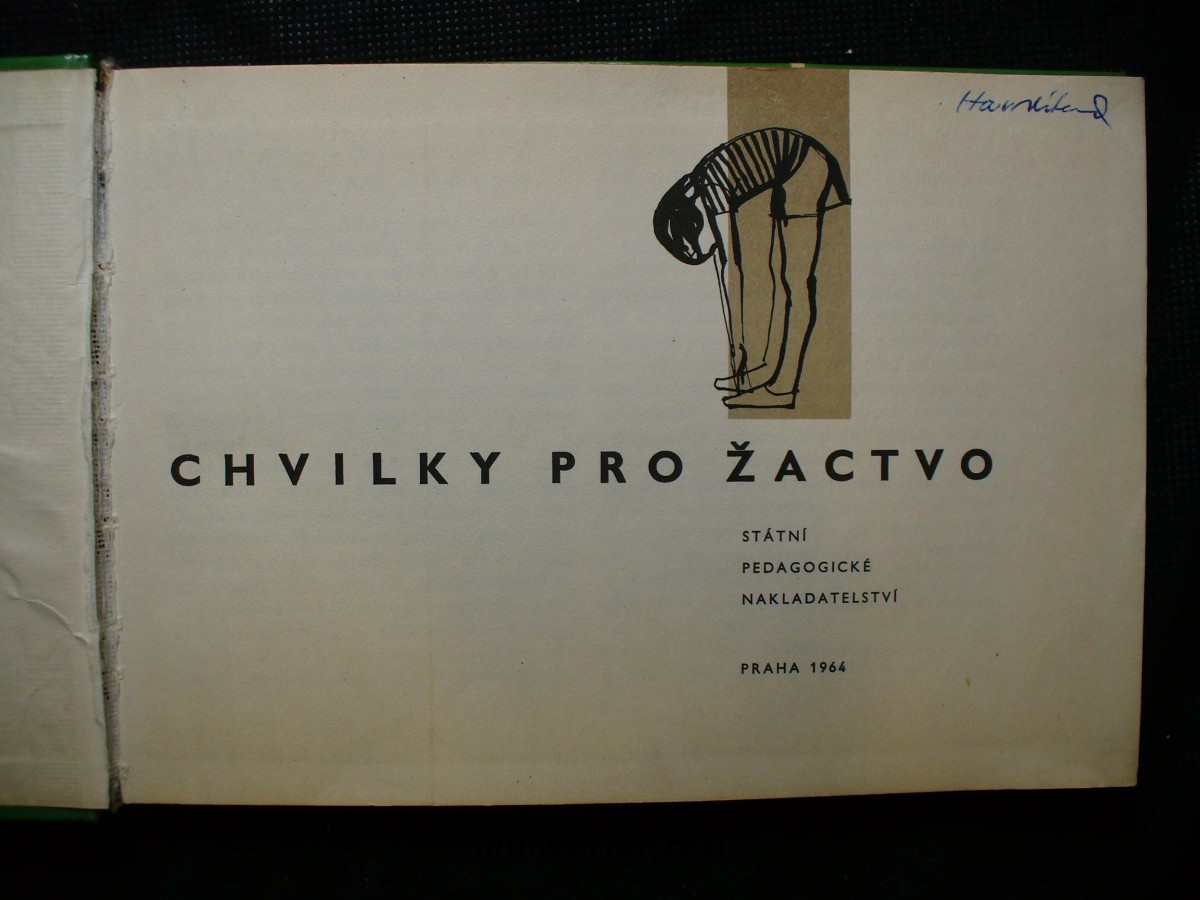 CHVILKY PRO ŽACTVO
STÁTNÍ
PEDAGOGICKÉ
NAKLADATELSTVÍ
PRAHA 1964